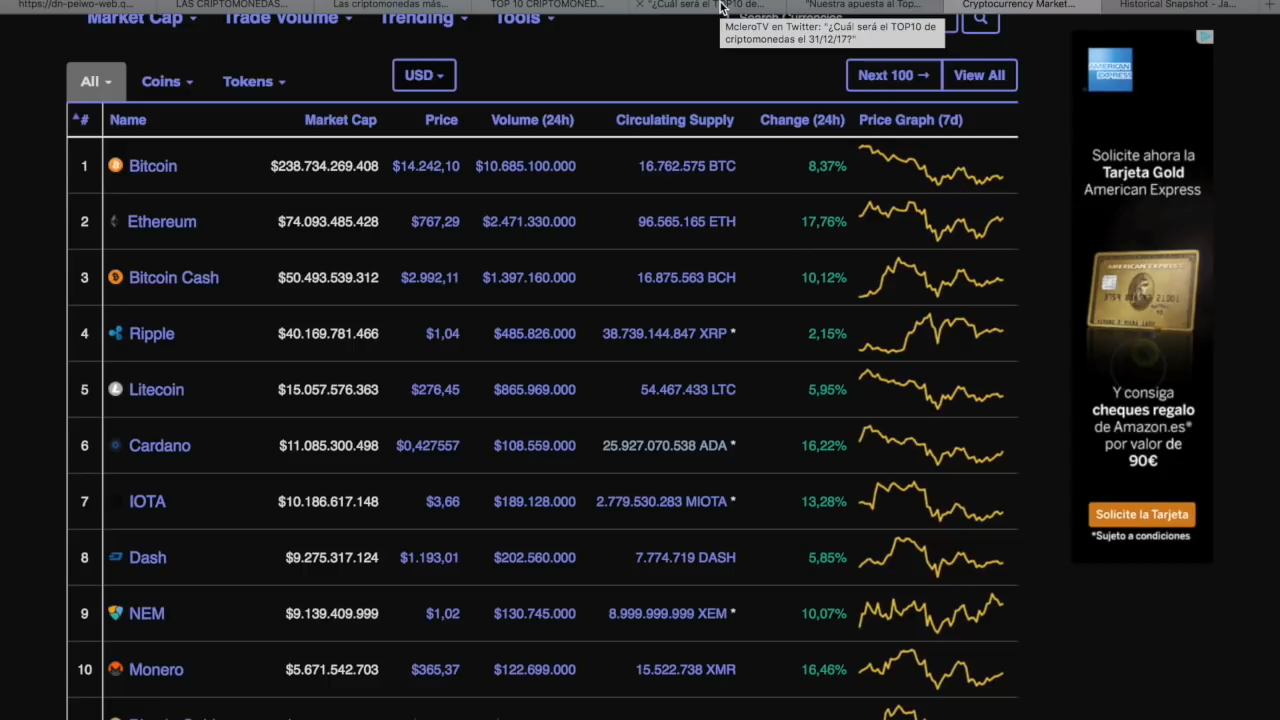 https://dn-peiwo-web.q... LAS CRIPTOMONEDAS... Las criptomonedas más... TOP 10 CRIPTOMONED... "¿Cuál será el TOP10 de... "Nuestra apuesta al Top... Cryptocurrency Market... Historical Snapshot - Ja...
Market Cap Trade Volume Trending Tools Search Currencies
McleroTV en Twitter: "¿Cuál será el TOP10 de
criptomonedas el 31/12/17?"
All Coins Tokens USD Next 100 → View All
# Name Market Cap Price Volume (24h) Circulating Supply Change (24h) Price Graph (7d)
1 Bitcoin $238.734.269.408 $14.242,10 $10.685.100.000 16.762.575 BTC 8,37%
2 Ethereum $74.093.485.428 $767,29 $2.471.330.000 96.565.165 ETH 17,76%
3 Bitcoin Cash $50.493.539.312 $2.992,11 $1.397.160.000 16.875.563 BCH 10,12%
4 Ripple $40.169.781.466 $1,04 $485.826.000 38.739.144.847 XRP * 2,15%
5 Litecoin $15.057.576.363 $276,45 $865.969.000 54.467.433 LTC 5,95%
6 Cardano $11.085.300.498 $0,427557 $108.559.000 25.927.070.538 ADA * 16,22%
7 IOTA $10.186.617.148 $3,66 $189.128.000 2.779.530.283 MIOTA * 13,28%
8 Dash $9.275.317.124 $1.193,01 $202.560.000 7.774.719 DASH 5,85%
9 NEM $9.139.409.999 $1,02 $130.745.000 8.999.999.999 XEM * 10,07%
10 Monero $5.671.542.703 $365,37 $122.699.000 15.522.738 XMR 16,46%
AMERICAN EXPRESS
Solicite ahora la
Tarjeta Gold
American Express
Y consiga
cheques regalo
de Amazon.es*
por valor de
90€
Solicite la Tarjeta
*Sujeto a condiciones